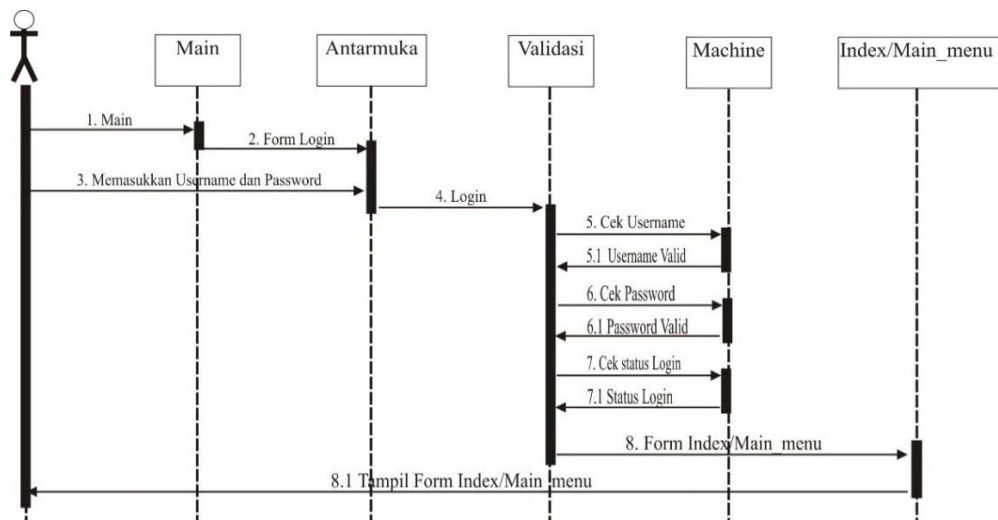 Main
Antarmuka
Validasi
Machine
Index/Main_menu
1. Main
2. Form Login
3. Memasukkan Username dan Password
4. Login
5. Cek Username
5.1 Username Valid
6. Cek Password
6.1 Password Valid
7. Cek status Login
7.1 Status Login
8. Form Index/Main_menu
8.1 Tampil Form Index/Main_menu